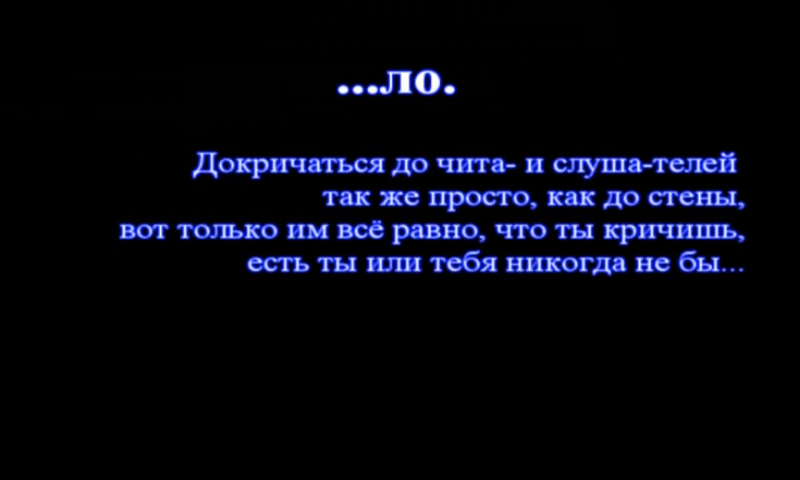 ...ло.
Докричаться до чита- и слуша-телей
так же просто, как до стены,
вот только им всё равно, что ты кричишь,
есть ты или тебя никогда не бы...